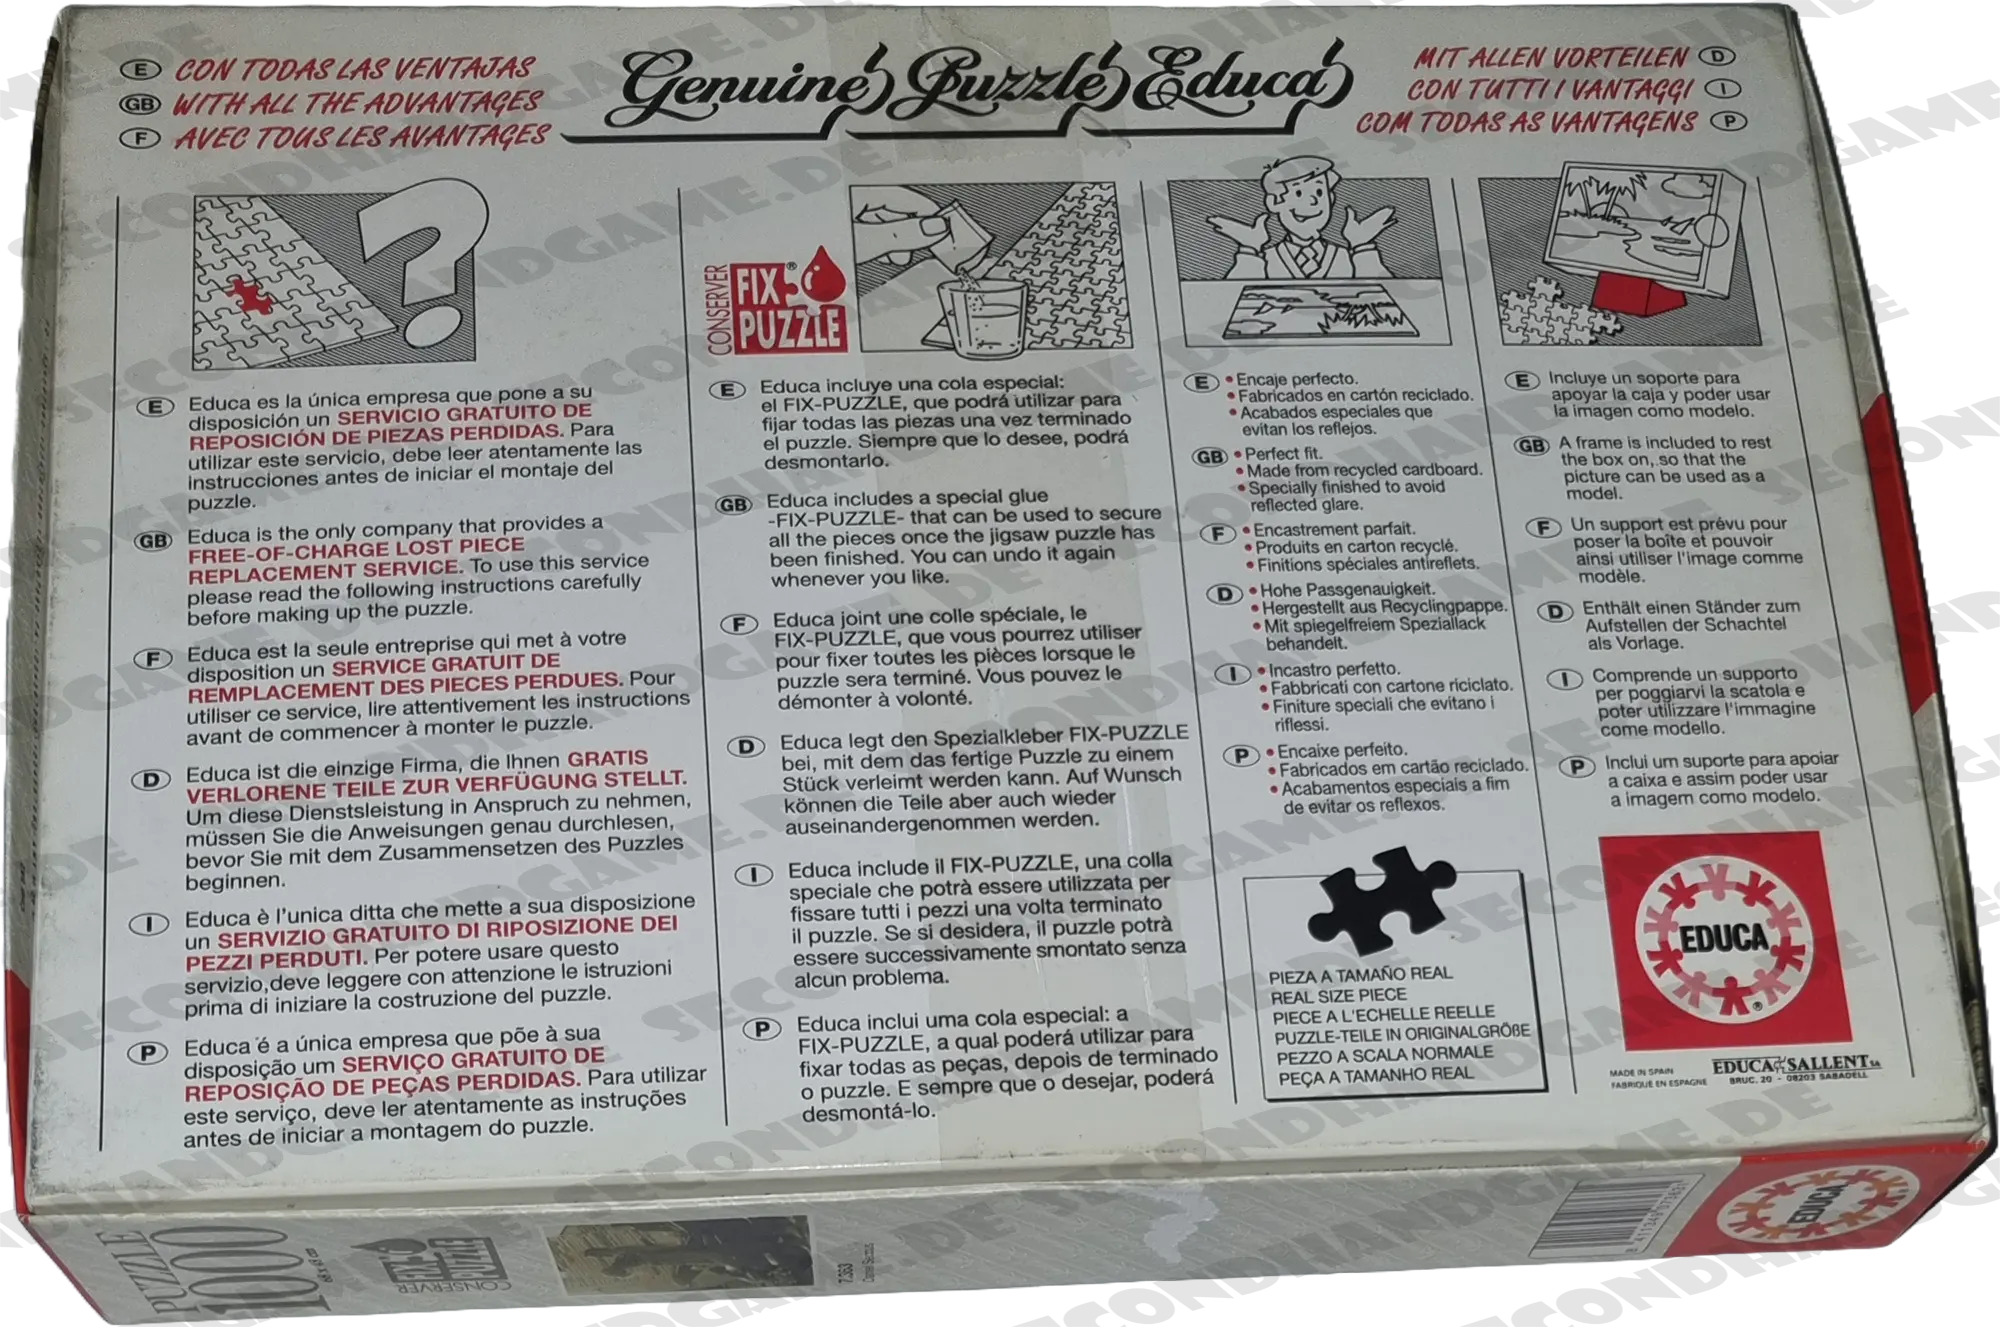 E CON TODAS LAS VENTAJAS
GB WITH ALL THE ADVANTAGES
F AVEC TOUS LES AVANTAGES
Genuine Puzzle Educa
MIT ALLEN VORTEILEN D
CON TUTTI I VANTAGGI I
COM TODAS AS VANTAGENS P
E Educa es la única empresa que pone a su
disposición un SERVICIO GRATUITO DE
REPOSICIÓN DE PIEZAS PERDIDAS. Para
utilizar este servicio, debe leer atentamente las
instrucciones antes de iniciar el montaje del
puzzle.
GB Educa is the only company that provides a
FREE-OF-CHARGE LOST PIECE
REPLACEMENT SERVICE. To use this service
please read the following instructions carefully
before making up the puzzle.
F Educa est la seule entreprise qui met à votre
disposition un SERVICE GRATUIT DE
REMPLACEMENT DES PIECES PERDUES. Pour
utiliser ce service, lire attentivement les instructions
avant de commencer à monter le puzzle.
D Educa ist die einzige Firma, die Ihnen GRATIS
VERLORENE TEILE ZUR VERFÜGUNG STELLT.
Um diese Dienstsleistung in Anspruch zu nehmen,
müssen Sie die Anweisungen genau durchlesen,
bevor Sie mit dem Zusammensetzen des Puzzles
beginnen.
I Educa è l'unica ditta che mette a sua disposizione
un SERVIZIO GRATUITO DI RIPOSIZIONE DEI
PEZZI PERDUTI. Per potere usare questo
servizio,deve leggere con attenzione le istruzioni
prima di iniziare la costruzione del puzzle.
P Educa é a única empresa que põe à sua
disposição um SERVIÇO GRATUITO DE
REPOSIÇÃO DE PEÇAS PERDIDAS. Para utilizar
este serviço, deve ler atentamente as instruções
antes de iniciar a montagem do puzzle.
CONSERVER
FIX ®
PUZZLE
E Educa incluye una cola especial:
el FIX-PUZZLE, que podrá utilizar para
fijar todas las piezas una vez terminado
el puzzle. Siempre que lo desee, podrá
desmontarlo.
GB Educa includes a special glue
-FIX-PUZZLE- that can be used to secure
all the pieces once the jigsaw puzzle has
been finished. You can undo it again
whenever you like.
F Educa joint une colle spéciale, le
FIX-PUZZLE, que vous pourrez utiliser
pour fixer toutes les pièces lorsque le
puzzle sera terminé. Vous pouvez le
démonter à volonté.
D Educa legt den Spezialkleber FIX-PUZZLE
bei, mit dem das fertige Puzzle zu einem
Stück verleimt werden kann. Auf Wunsch
können die Teile aber auch wieder
auseinandergenommen werden.
I Educa include il FIX-PUZZLE, una colla
speciale che potrà essere utilizzata per
fissare tutti i pezzi una volta terminato
il puzzle. Se si desidera, il puzzle potrà
essere successivamente smontato senza
alcun problema.
P Educa inclui uma cola especial: a
FIX-PUZZLE, a qual poderá utilizar para
fixar todas as peças, depois de terminado
o puzzle. E sempre que o desejar, poderá
desmontá-lo.
E • Encaje perfecto.
• Fabricados en cartón reciclado.
• Acabados especiales que
evitan los reflejos.
GB • Perfect fit.
• Made from recycled cardboard.
• Specially finished to avoid
reflected glare.
F • Encastrement parfait.
• Produits en carton recyclé.
• Finitions spéciales antireflets.
D • Hohe Passgenauigkeit.
• Hergestellt aus Recyclingpappe.
• Mit spiegelfreiem Speziallack
behandelt.
I • Incastro perfetto.
• Fabbricati con cartone riciclato.
• Finiture speciali che evitano i
riflessi.
P • Encaixe perfeito.
• Fabricados em cartão reciclado.
• Acabamentos especiais a fim
de evitar os reflexos.
PIEZA A TAMAÑO REAL
REAL SIZE PIECE
PIECE A L'ECHELLE REELLE
PUZZLE-TEILE IN ORIGINALGRÖßE
PEZZO A SCALA NORMALE
PEÇA A TAMANHO REAL
E Incluye un soporte para
apoyar la caja y poder usar
la imagen como modelo.
GB A frame is included to rest
the box on, so that the
picture can be used as a
model.
F Un support est prévu pour
poser la boîte et pouvoir
ainsi utiliser l'image comme
modèle.
D Enthält einen Ständer zum
Aufstellen der Schachtel
als Vorlage.
I Comprende un supporto
per poggiarvi la scatola e
poter utilizzare l'immagine
come modello.
P Inclui um suporte para apoiar
a caixa e assim poder usar
a imagem como modelo.
EDUCA
®
MADE IN SPAIN
FABRIQUÉ EN ESPAGNE
EDUCA SALLENT SA
BRUC, 20 - 08203 SABADELL
PUZZLE
1000
FIX
PUZZLE
CONSERVER
7.363
EDUCA
SECONDHANDGAME.DE